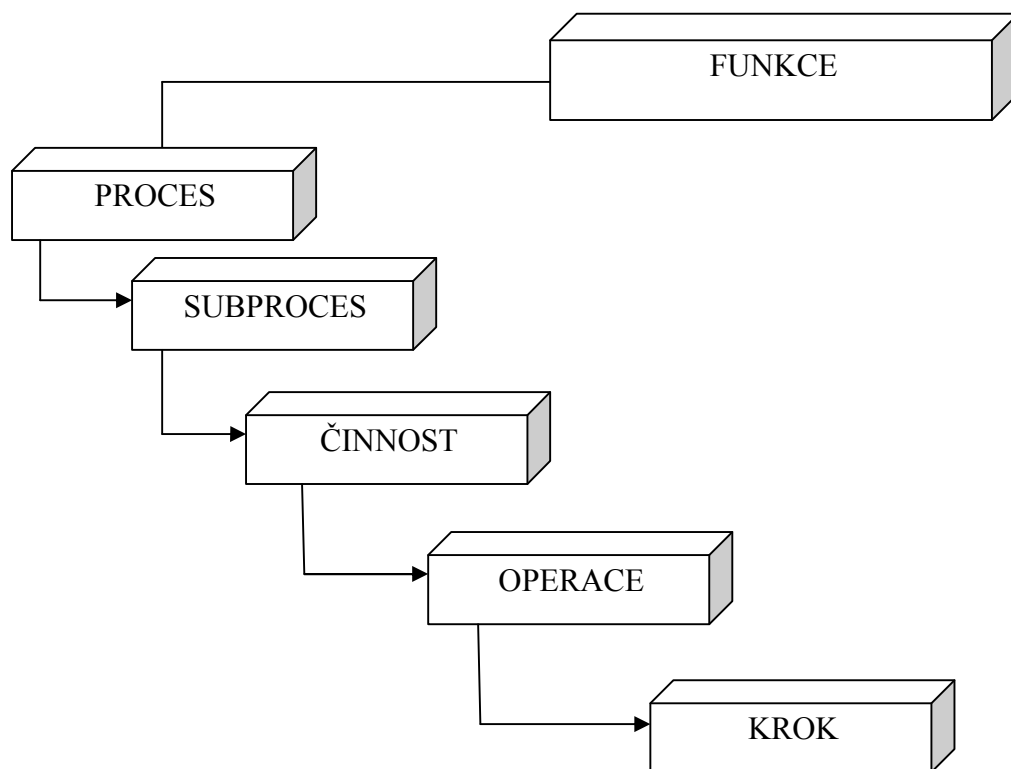 FUNKCE
PROCES
SUBPROCES
ČINNOST
OPERACE
KROK